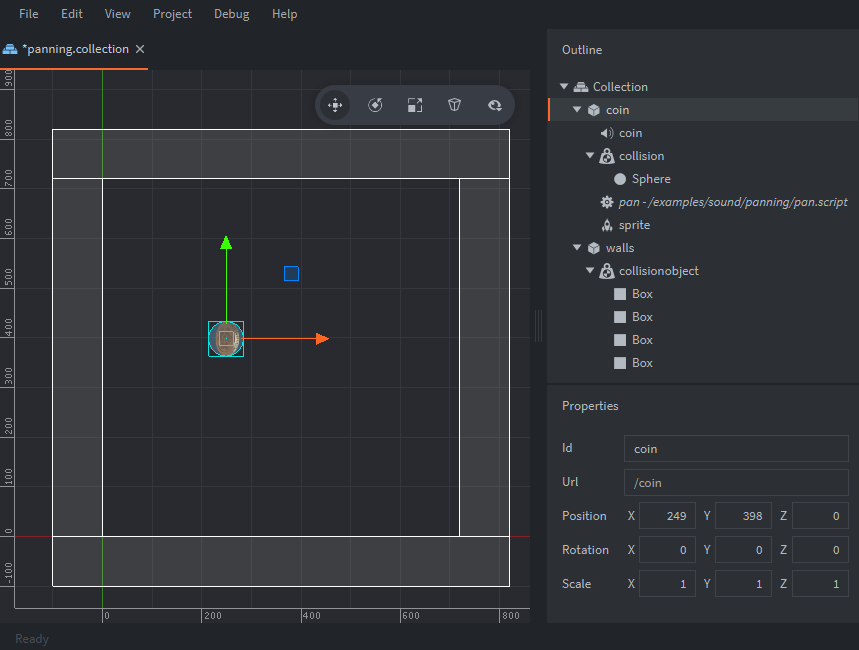 File Edit View Project Debug Help
*panning.collection
Outline
Collection
coin
coin
collision
Sphere
pan - /examples/sound/panning/pan.script
sprite
walls
collisionobject
Box
Box
Box
Box
900
800
700
600
500
400
300
200
100
0
-100
0 200 400 600 800
Properties
Id coin
Url /coin
Position X 249 Y 398 Z 0
Rotation X 0 Y 0 Z 0
Scale X 1 Y 1 Z 1
Ready